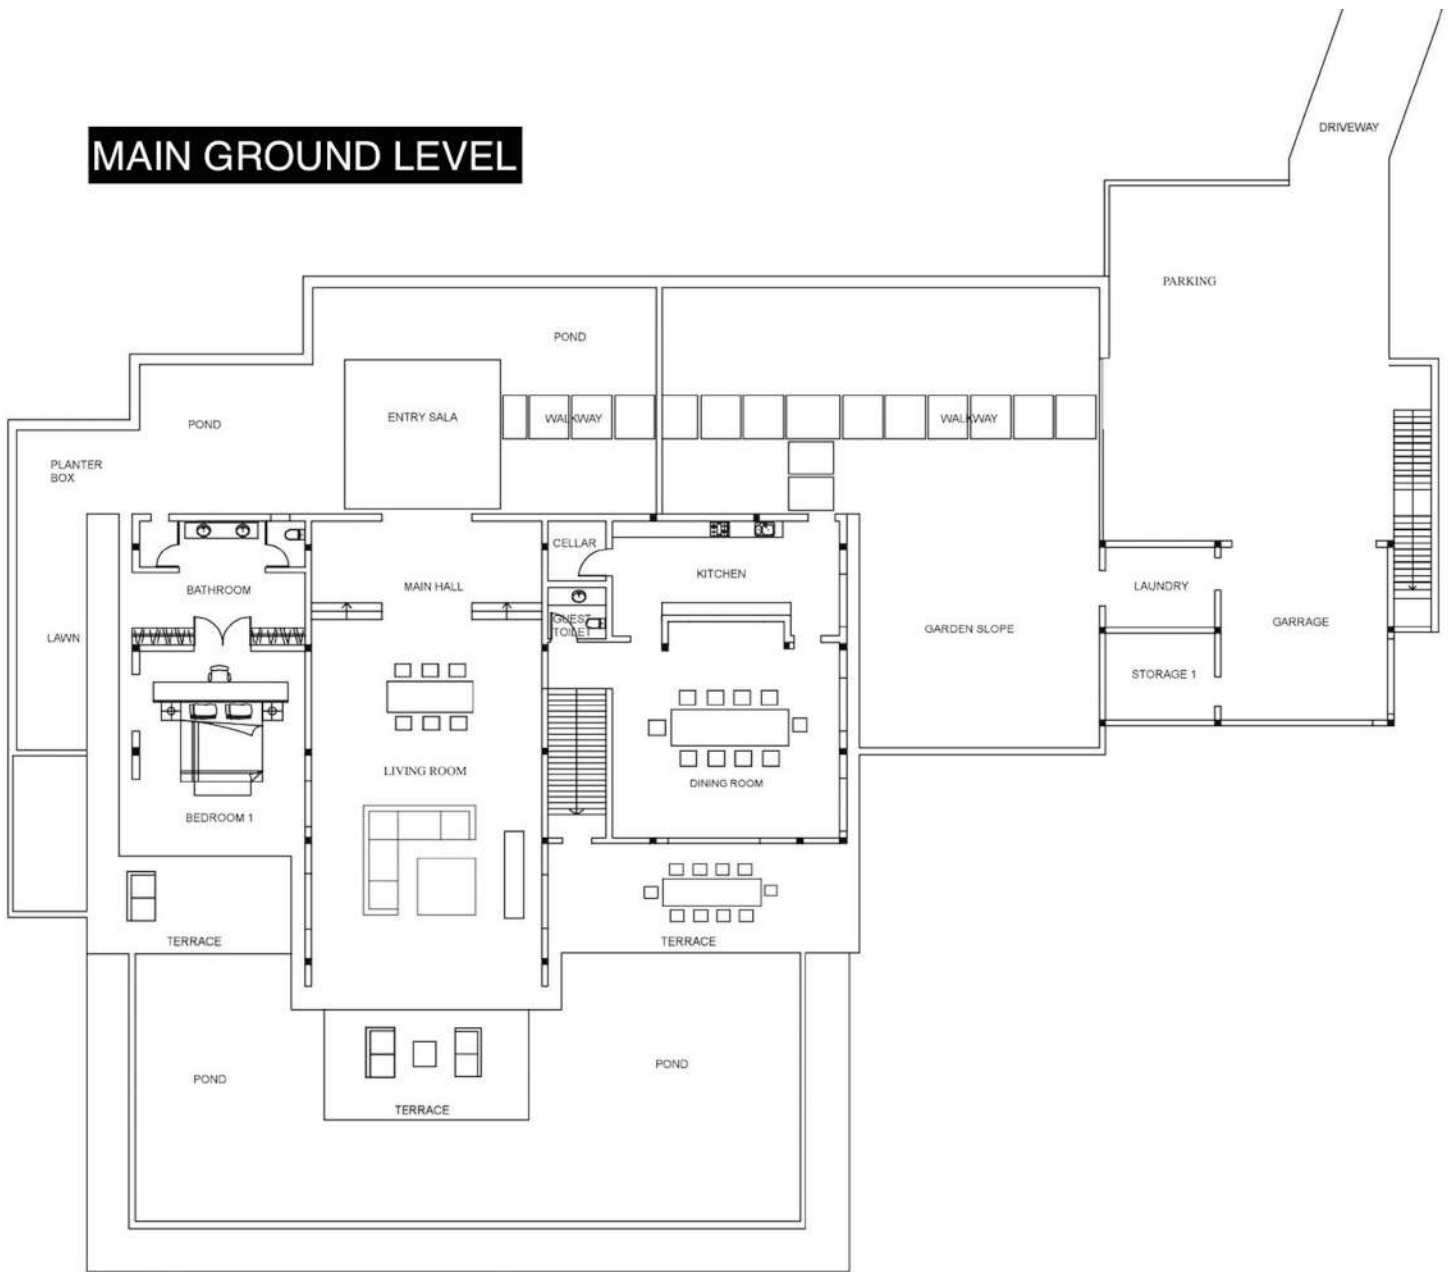 DRIVEWAY
MAIN GROUND LEVEL
PARKING
POND
ENTRY SALA
WALKWAY
WALKWAY
POND
PLANTER
BOX
CELLAR
KITCHEN
MAIN HALL
BATHROOM
LAUNDRY
GUEST
TOILET
GARRAGE
GARDEN SLOPE
LAWN
STORAGE 1
LIVING ROOM
DINING ROOM
BEDROOM 1
TERRACE
TERRACE
POND
POND
TERRACE